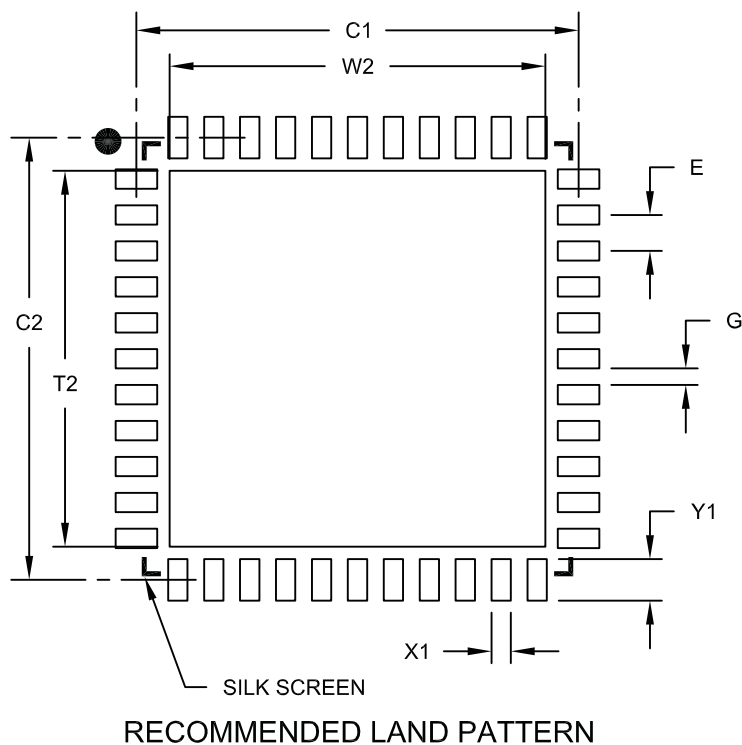 C1
W2
E
C2
G
T2
Y1
X1
SILK SCREEN
RECOMMENDED LAND PATTERN